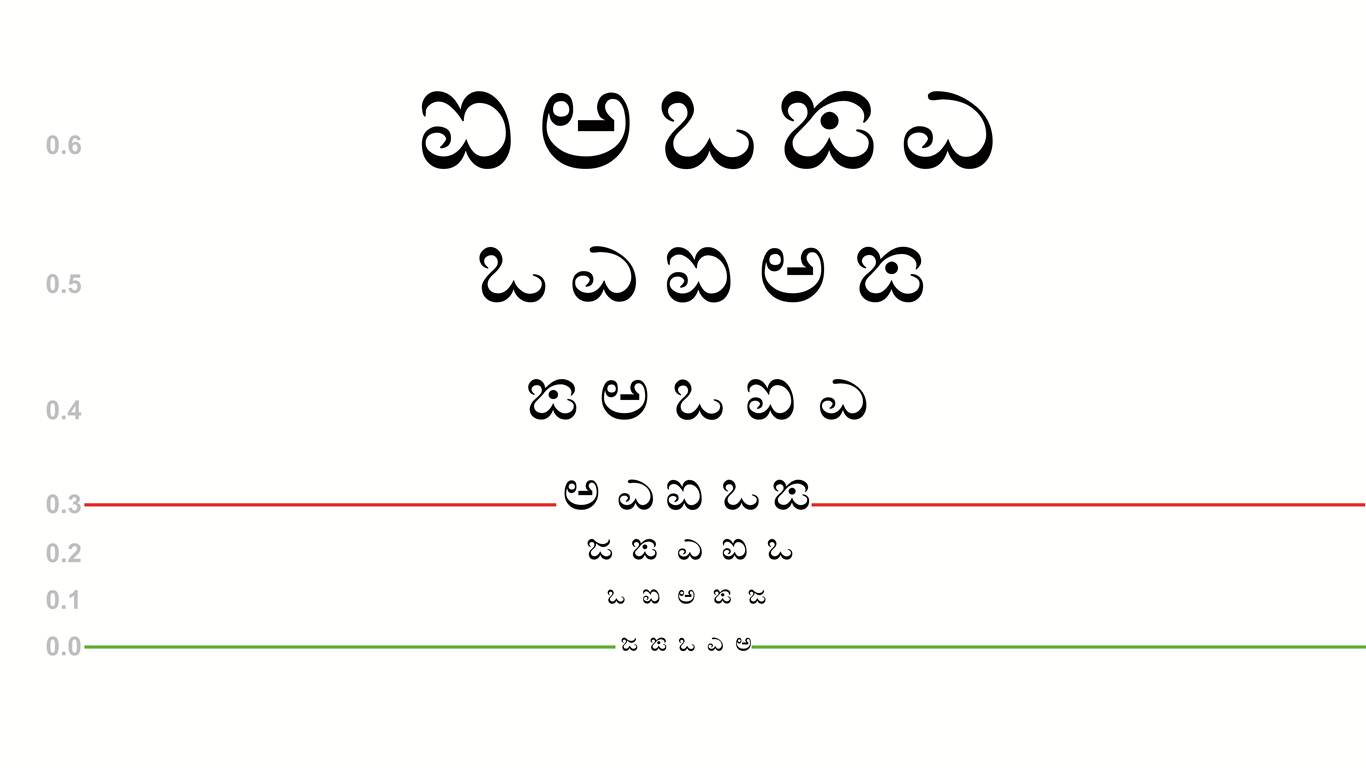 0.6 ಐ ಅ ಒ ಙ ಎ
0.5 ಒ ಎ ಐ ಅ ಙ
0.4 ಙ ಅ ಒ ಐ ಎ
0.3 ಅ ಎ ಐ ಒ ಙ
0.2 ಜ ಙ ಎ ಐ ಒ
0.1 ಒ ಐ ಅ ಙ ಜ
0.0 ಜ ಙ ಒ ಎ ಅ